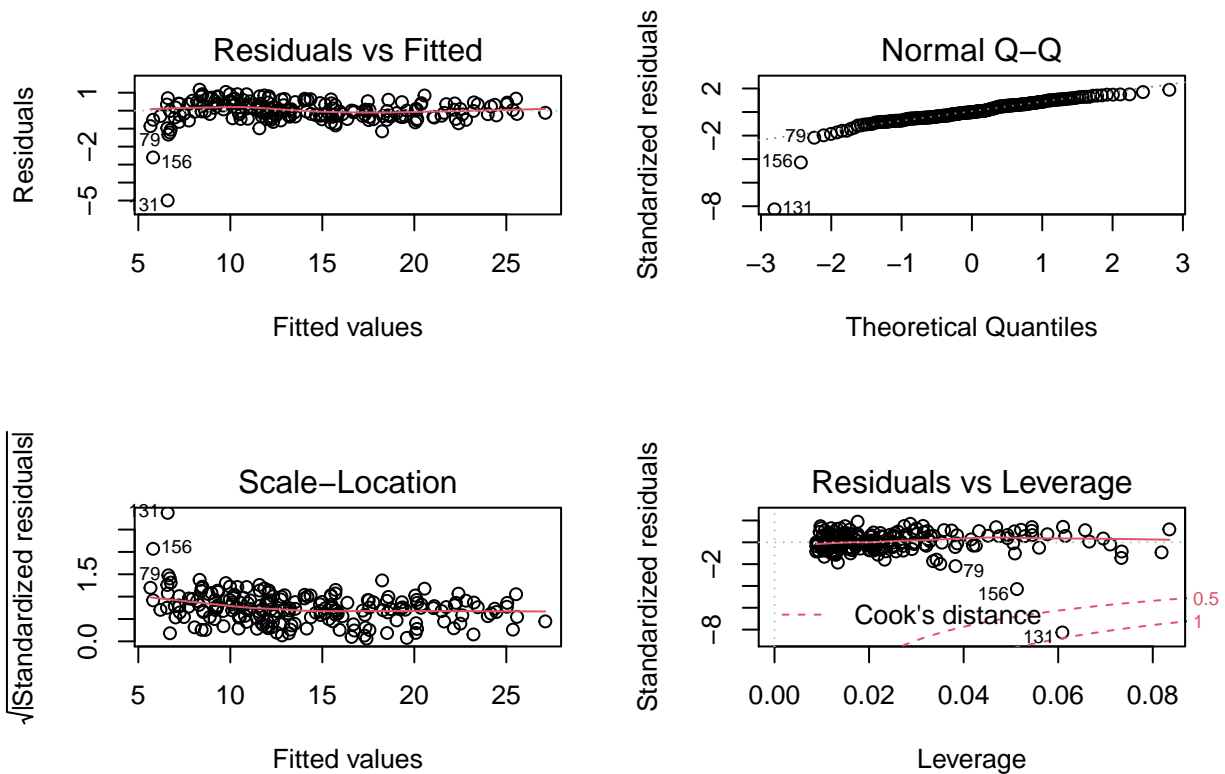 Residuals vs Fitted
Residuals
1
−2
−5
79
156
131
5 10 15 20 25
Fitted values
Normal Q−Q
Standardized residuals
2
−2
−8
79
156
131
−3 −2 −1 0 1 2 3
Theoretical Quantiles
Scale−Location
√|Standardized residuals|
1.5
0.0
131
156
79
5 10 15 20 25
Fitted values
Residuals vs Leverage
Standardized residuals
−2
−8
79
156
131
Cook's distance
0.5
1
0.00 0.02 0.04 0.06 0.08
Leverage